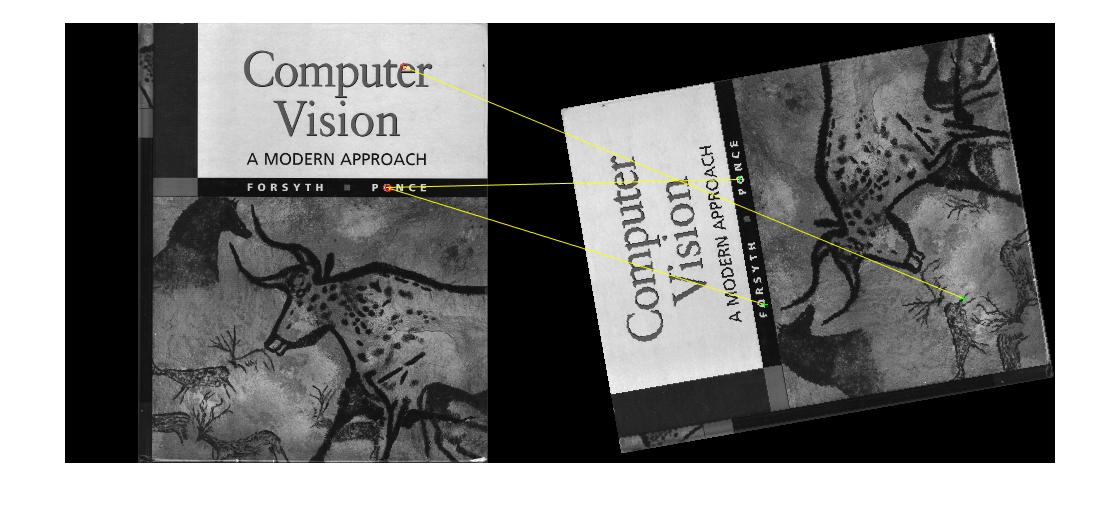 Computer
Vision
A MODERN APPROACH
FORSYTH PONCE
Computer
Vision
A MODERN APPROACH
FORSYTH PONCE